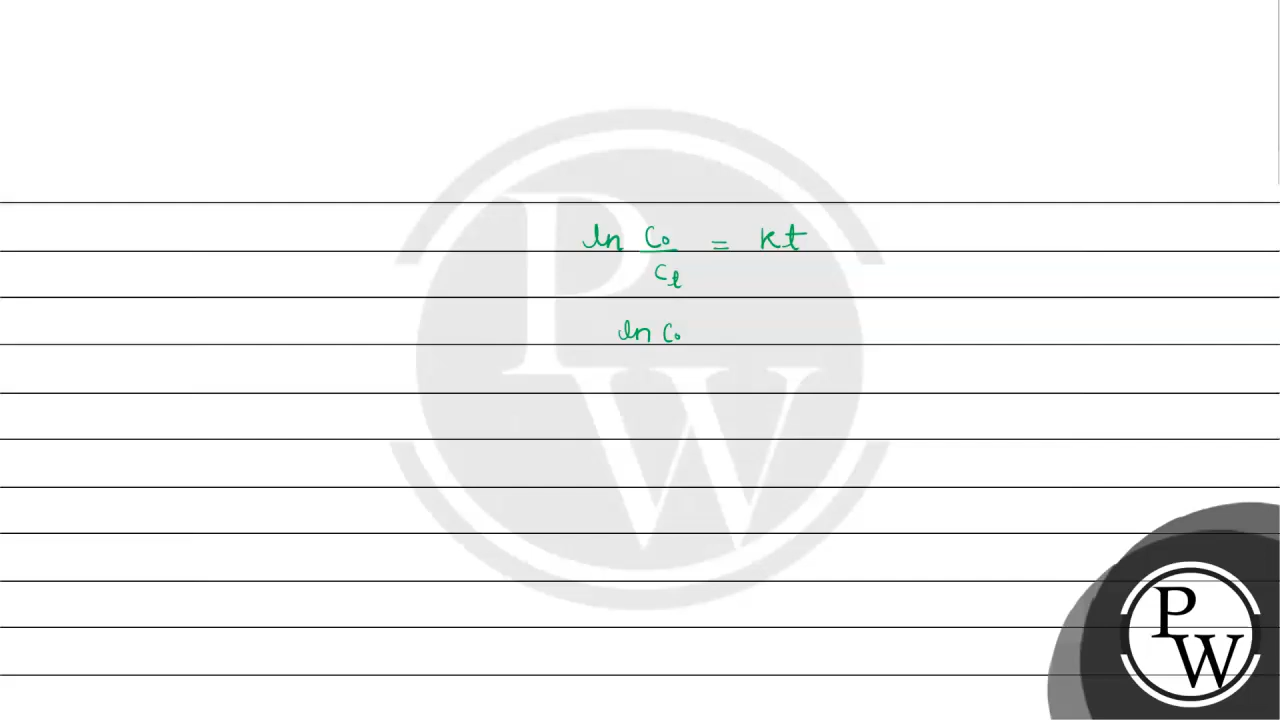 ln C₀/Cₜ = Kt
ln C₀
P
W
P
W